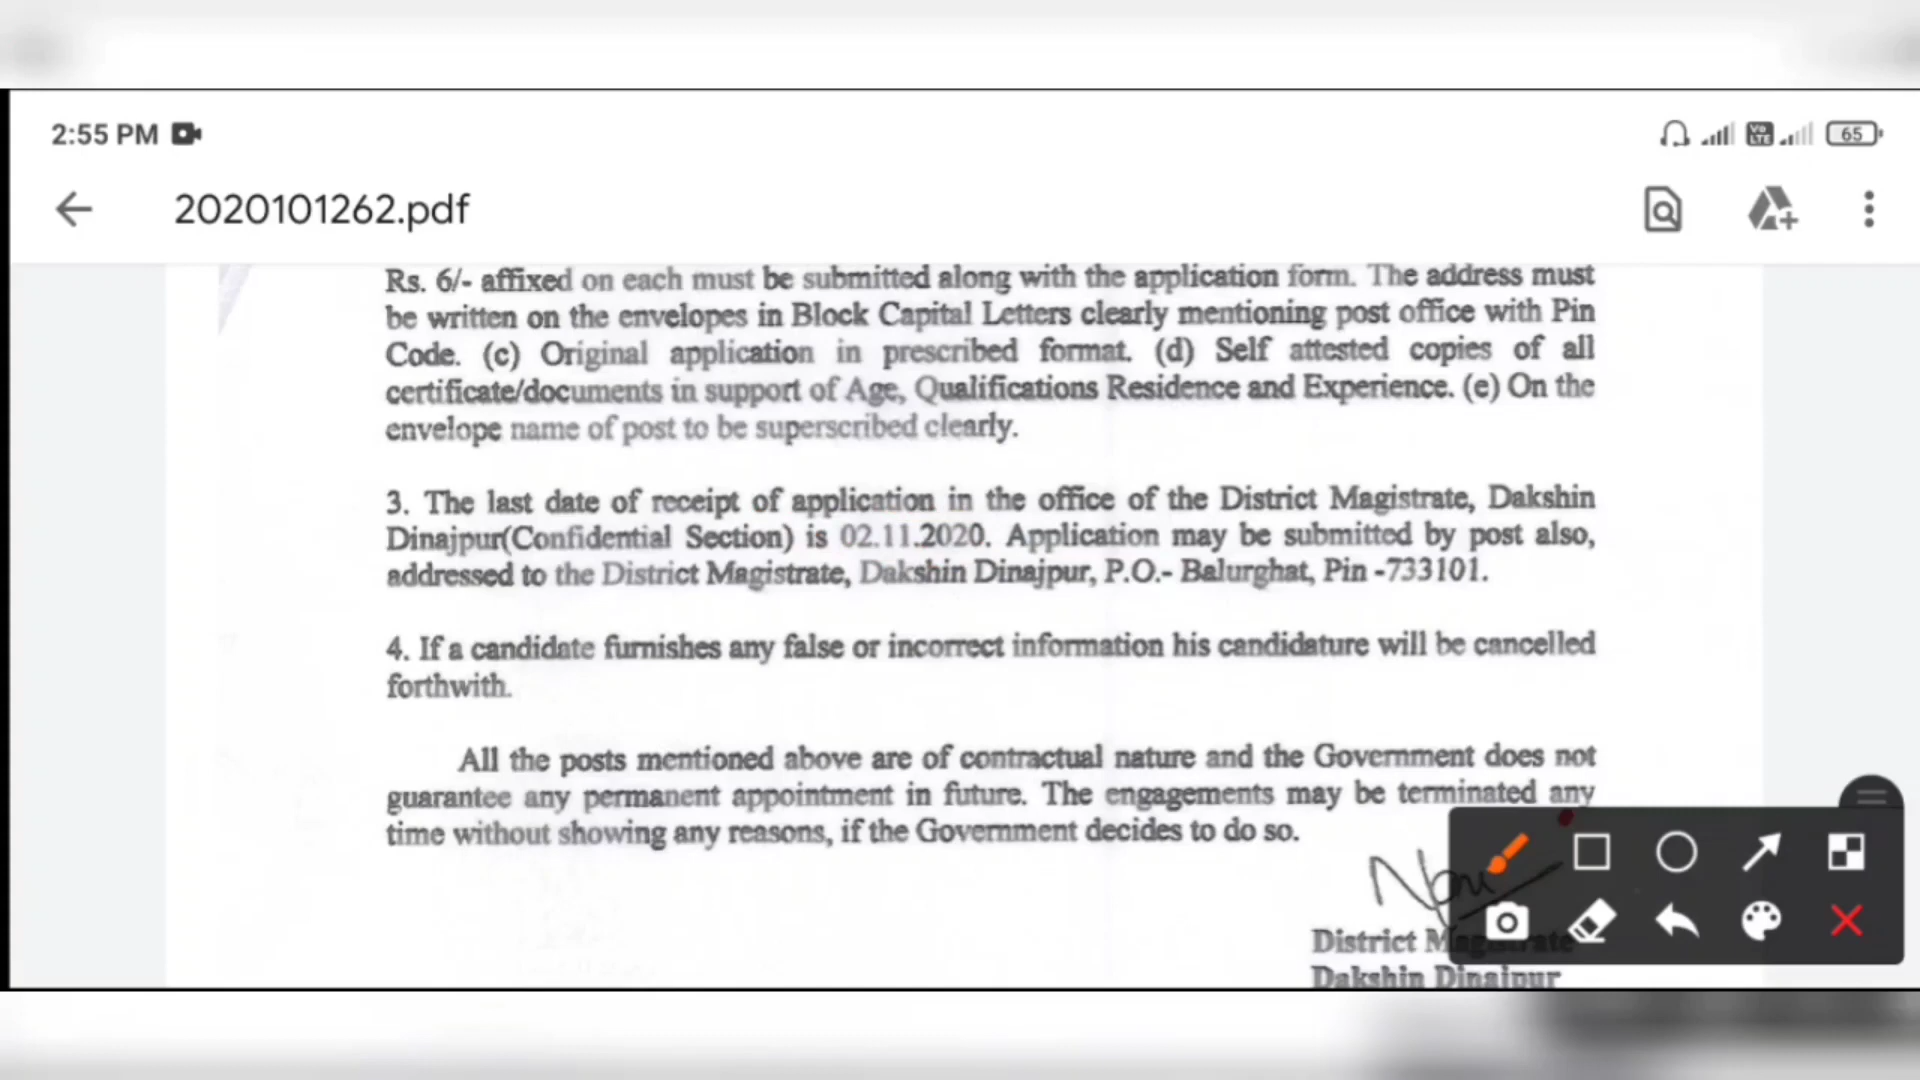 2:55 PM
Vo LTE
65
2020101262.pdf
Rs. 6/- affixed on each must be submitted along with the application form. The address must
be written on the envelopes in Block Capital Letters clearly mentioning post office with Pin
Code. (c) Original application in prescribed format. (d) Self attested copies of all
certificate/documents in support of Age, Qualifications Residence and Experience. (e) On the
envelope name of post to be superscribed clearly.
3. The last date of receipt of application in the office of the District Magistrate, Dakshin
Dinajpur(Confidential Section) is 02.11.2020. Application may be submitted by post also,
addressed to the District Magistrate, Dakshin Dinajpur, P.O.- Balurghat, Pin -733101.
4. If a candidate furnishes any false or incorrect information his candidature will be cancelled
forthwith.
All the posts mentioned above are of contractual nature and the Government does not
guarantee any permanent appointment in future. The engagements may be terminated any
time without showing any reasons, if the Government decides to do so.
District Magistrate
Dakshin Dinajpur